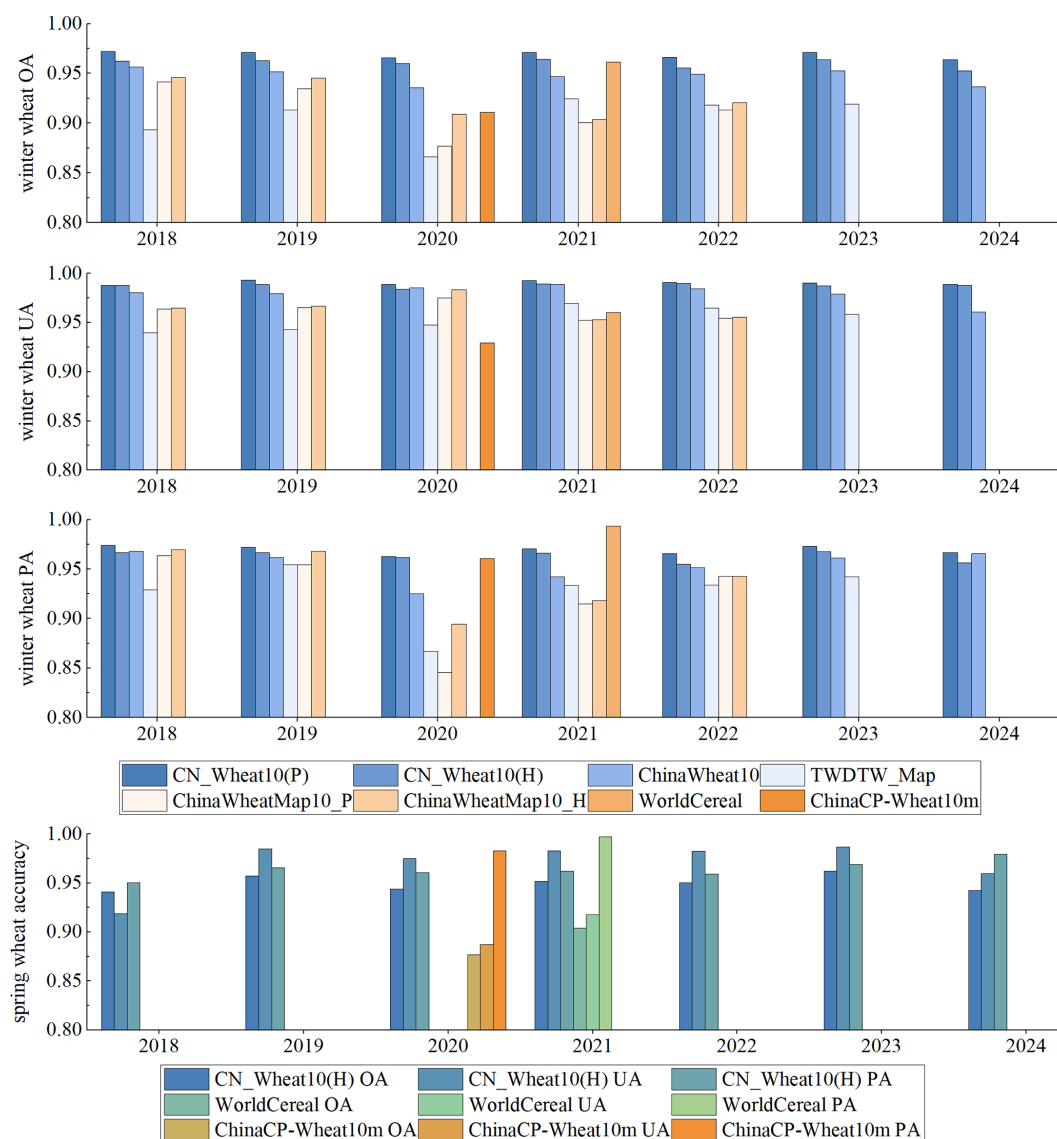 1.00
0.95
0.90
0.85
0.80
winter wheat OA
2018 2019 2020 2021 2022 2023 2024
1.00
0.95
0.90
0.85
0.80
winter wheat UA
2018 2019 2020 2021 2022 2023 2024
1.00
0.95
0.90
0.85
0.80
winter wheat PA
2018 2019 2020 2021 2022 2023 2024
CN_Wheat10(P) CN_Wheat10(H) ChinaWheat10 TWDTW_Map
ChinaWheatMap10_P ChinaWheatMap10_H WorldCereal ChinaCP-Wheat10m
1.00
0.95
0.90
0.85
0.80
spring wheat accuracy
2018 2019 2020 2021 2022 2023 2024
CN_Wheat10(H) OA CN_Wheat10(H) UA CN_Wheat10(H) PA
WorldCereal OA WorldCereal UA WorldCereal PA
ChinaCP-Wheat10m OA ChinaCP-Wheat10m UA ChinaCP-Wheat10m PA